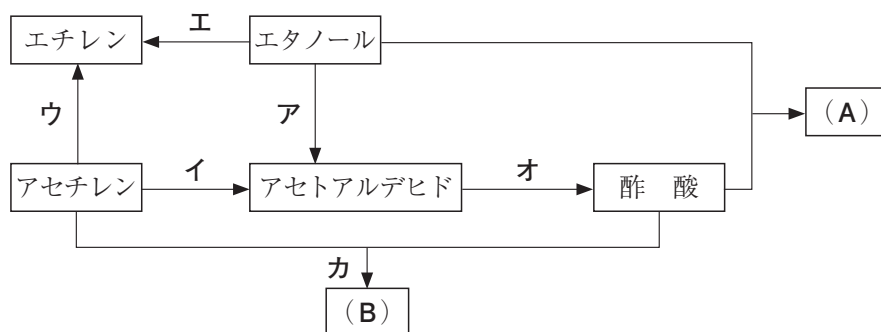 エチレン
エ
エタノール
ウ
ア
（A）
アセチレン
イ
アセトアルデヒド
オ
酢　酸
カ
（B）